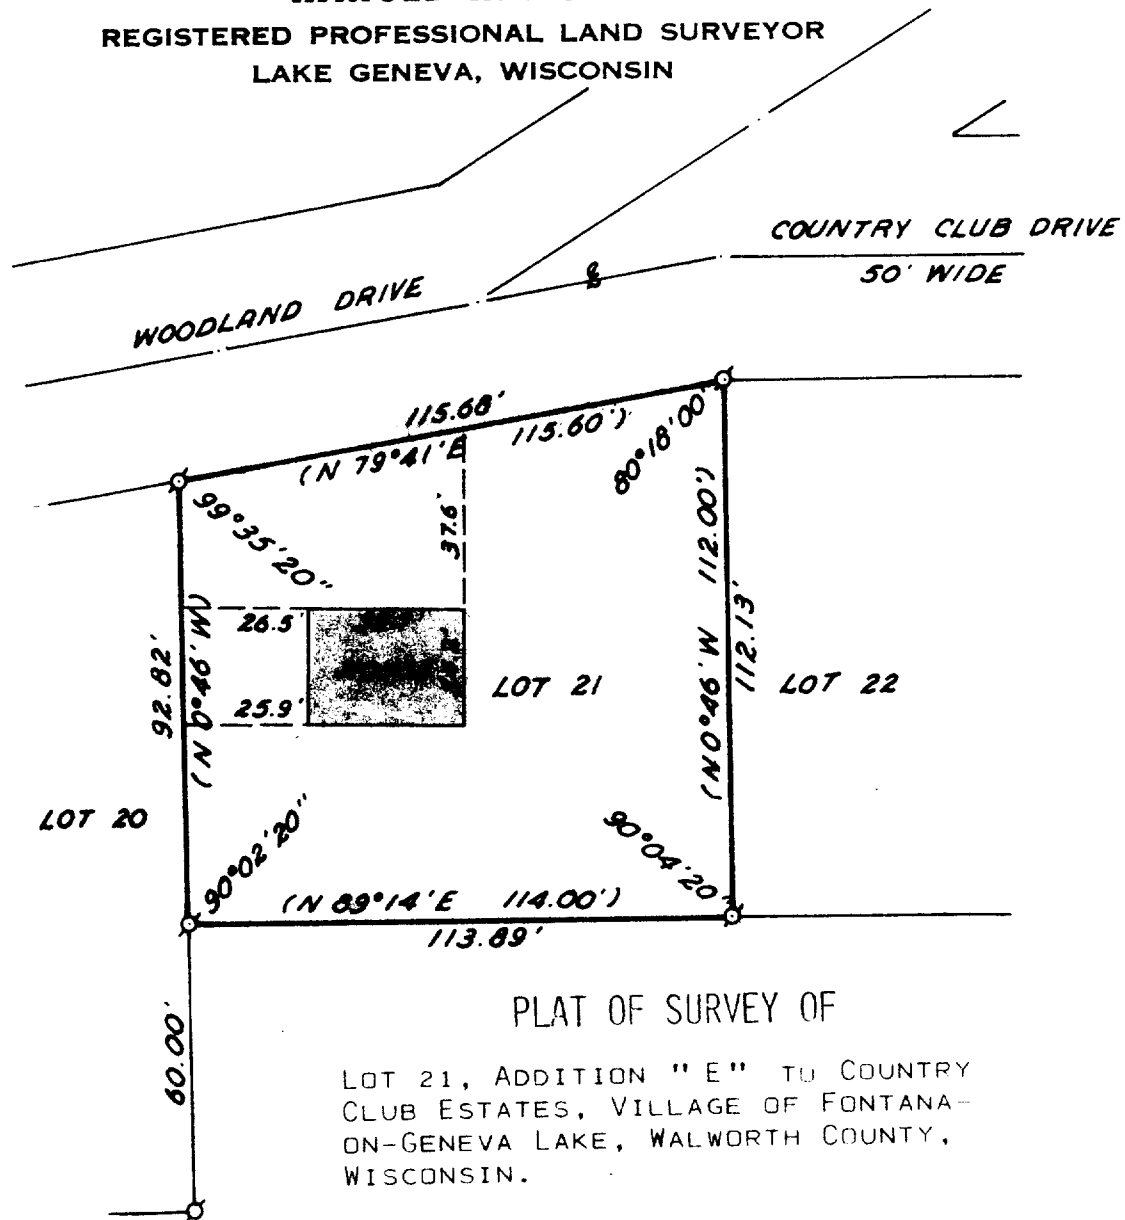 REGISTERED PROFESSIONAL LAND SURVEYOR
LAKE GENEVA, WISCONSIN
COUNTRY CLUB DRIVE
50' WIDE
WOODLAND DRIVE
115.68'
(N 79°41'E 115.60')
80°18'00"
99°35'20"
37.6'
(N 0°46'W 112.00')
112.13'
92.82'
(N 0°46'W)
26.5'
25.9'
LOT 21
LOT 22
LOT 20
90°02'20"
90°04'20"
(N 89°14'E 114.00')
113.89'
60.00'
PLAT OF SURVEY OF
LOT 21, ADDITION "E" TO COUNTRY
CLUB ESTATES, VILLAGE OF FONTANA-
ON-GENEVA LAKE, WALWORTH COUNTY,
WISCONSIN.